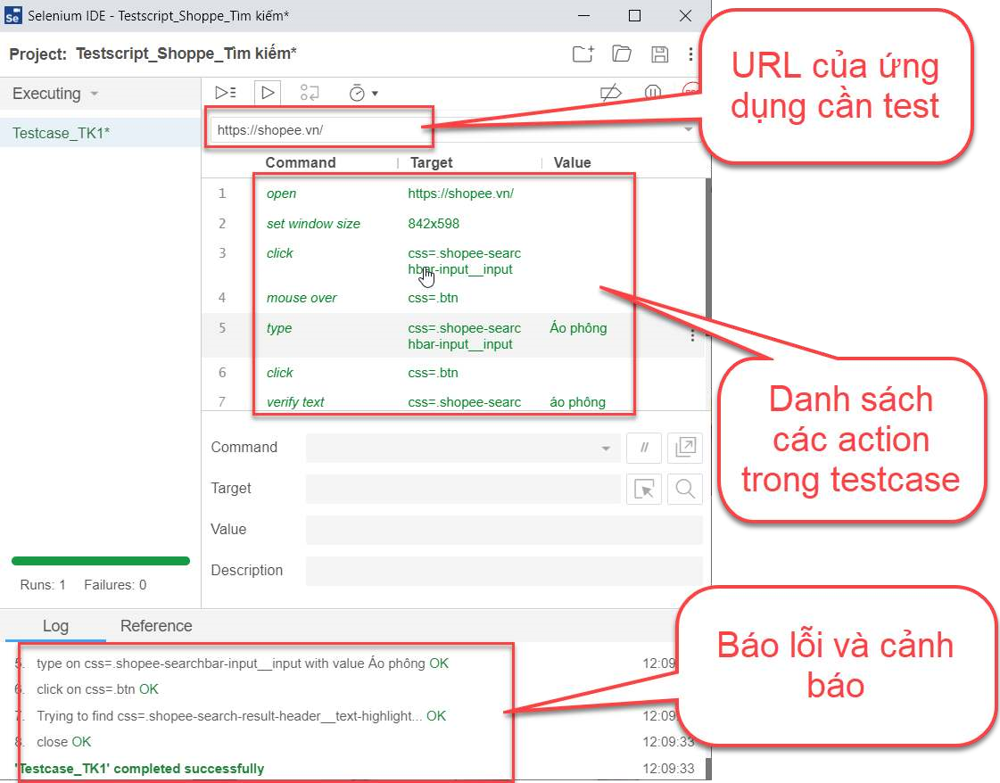 Se Selenium IDE - Testscript_Shoppe_Tìm kiếm*
Project: Testscript_Shoppe_Tìm kiếm*
URL của ứng
dụng cần test
Executing
Testcase_TK1*
https://shopee.vn/
Command Target Value
1 open https://shopee.vn/
2 set window size 842x598
3 click css=.shopee-searc
hbar-input__input
4 mouse over css=.btn
5 type css=.shopee-searc Áo phông
hbar-input__input
6 click css=.btn
7 verify text css=.shopee-searc áo phông
Danh sách
các action
trong testcase
Command //
Target
Value
Description
Runs: 1 Failures: 0
Log Reference
5. type on css=.shopee-searchbar-input__input with value Áo phông OK 12:09
6. click on css=.btn OK
7. Trying to find css=.shopee-search-result-header__text-highlight... OK 12:09
8. close OK 12:09:33
'Testcase_TK1' completed successfully 12:09:33
Báo lỗi và cảnh
báo